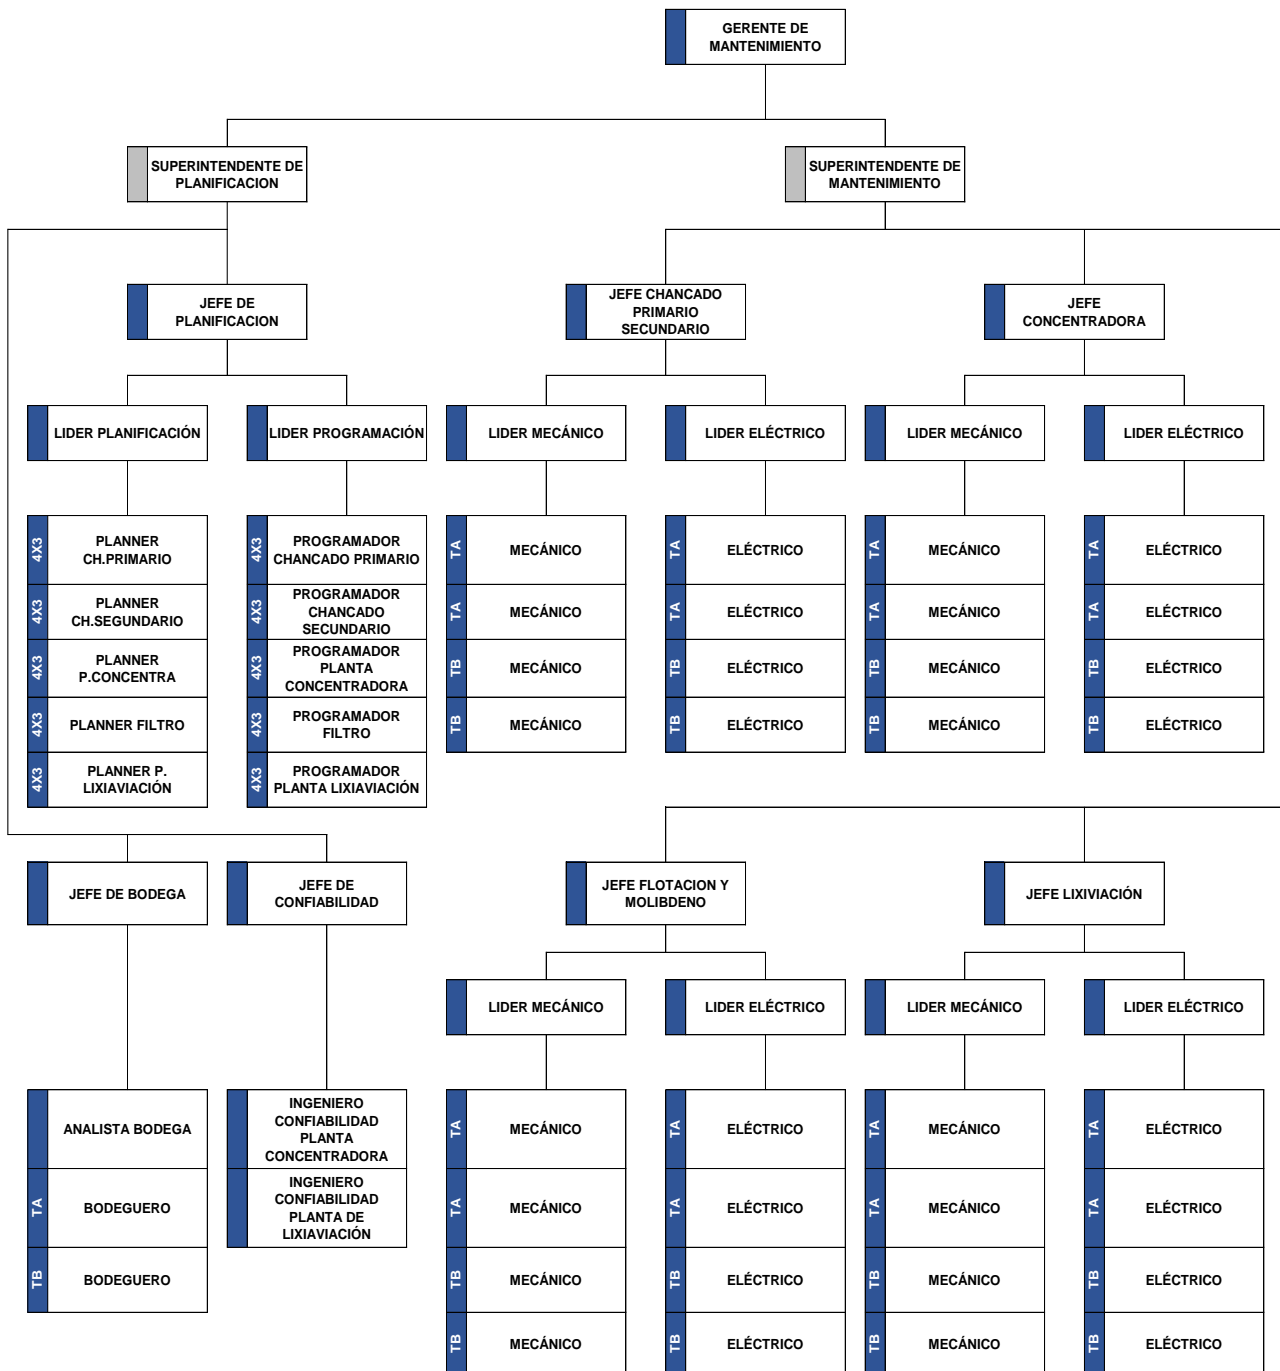 GERENTE DE
MANTENIMIENTO
SUPERINTENDENTE DE
PLANIFICACION
SUPERINTENDENTE DE
MANTENIMIENTO
JEFE DE
PLANIFICACION
JEFE CHANCADO
PRIMARIO
SECUNDARIO
JEFE
CONCENTRADORA
LIDER PLANIFICACIÓN
LIDER PROGRAMACIÓN
LIDER MECÁNICO
LIDER ELÉCTRICO
LIDER MECÁNICO
LIDER ELÉCTRICO
4X3
PLANNER
CH.PRIMARIO
4X3
PROGRAMADOR
CHANCADO PRIMARIO
TA
MECÁNICO
TA
ELÉCTRICO
TA
MECÁNICO
TA
ELÉCTRICO
4X3
PLANNER
CH.SEGUNDARIO
4X3
PROGRAMADOR
CHANCADO
SECUNDARIO
TA
MECÁNICO
TA
ELÉCTRICO
TA
MECÁNICO
TA
ELÉCTRICO
4X3
PLANNER
P.CONCENTRA
4X3
PROGRAMADOR
PLANTA
CONCENTRADORA
TB
MECÁNICO
TB
ELÉCTRICO
TB
MECÁNICO
TB
ELÉCTRICO
4X3
PLANNER FILTRO
4X3
PROGRAMADOR
FILTRO
TB
MECÁNICO
TB
ELÉCTRICO
TB
MECÁNICO
TB
ELÉCTRICO
4X3
PLANNER P.
LIXIAVIACIÓN
4X3
PROGRAMADOR
PLANTA LIXIAVIACIÓN
JEFE DE BODEGA
JEFE DE
CONFIABILIDAD
JEFE FLOTACION Y
MOLIBDENO
JEFE LIXIVIACIÓN
LIDER MECÁNICO
LIDER ELÉCTRICO
LIDER MECÁNICO
LIDER ELÉCTRICO
ANALISTA BODEGA
INGENIERO
CONFIABILIDAD
PLANTA
CONCENTRADORA
TA
MECÁNICO
TA
ELÉCTRICO
TA
MECÁNICO
TA
ELÉCTRICO
TA
BODEGUERO
INGENIERO
CONFIABILIDAD
PLANTA DE
LIXIAVIACIÓN
TA
MECÁNICO
TA
ELÉCTRICO
TA
MECÁNICO
TA
ELÉCTRICO
TB
BODEGUERO
TB
MECÁNICO
TB
ELÉCTRICO
TB
MECÁNICO
TB
ELÉCTRICO
TB
MECÁNICO
TB
ELÉCTRICO
TB
MECÁNICO
TB
ELÉCTRICO